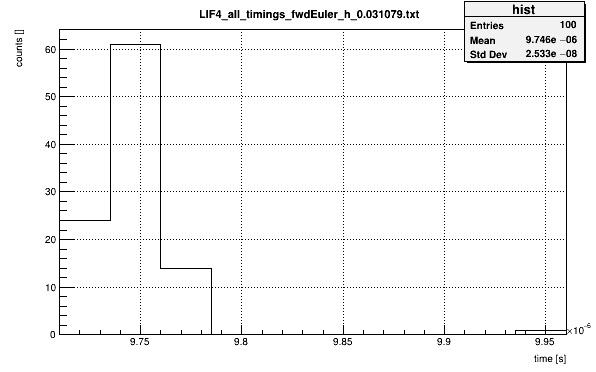 LIF4_all_timings_fwdEuler_h_0.031079.txt
hist
Entries 100
Mean 9.746e −06
Std Dev 2.533e −08
counts []
60
50
40
30
20
10
0
9.75 9.8 9.85 9.9 9.95
×10⁻⁶
time [s]